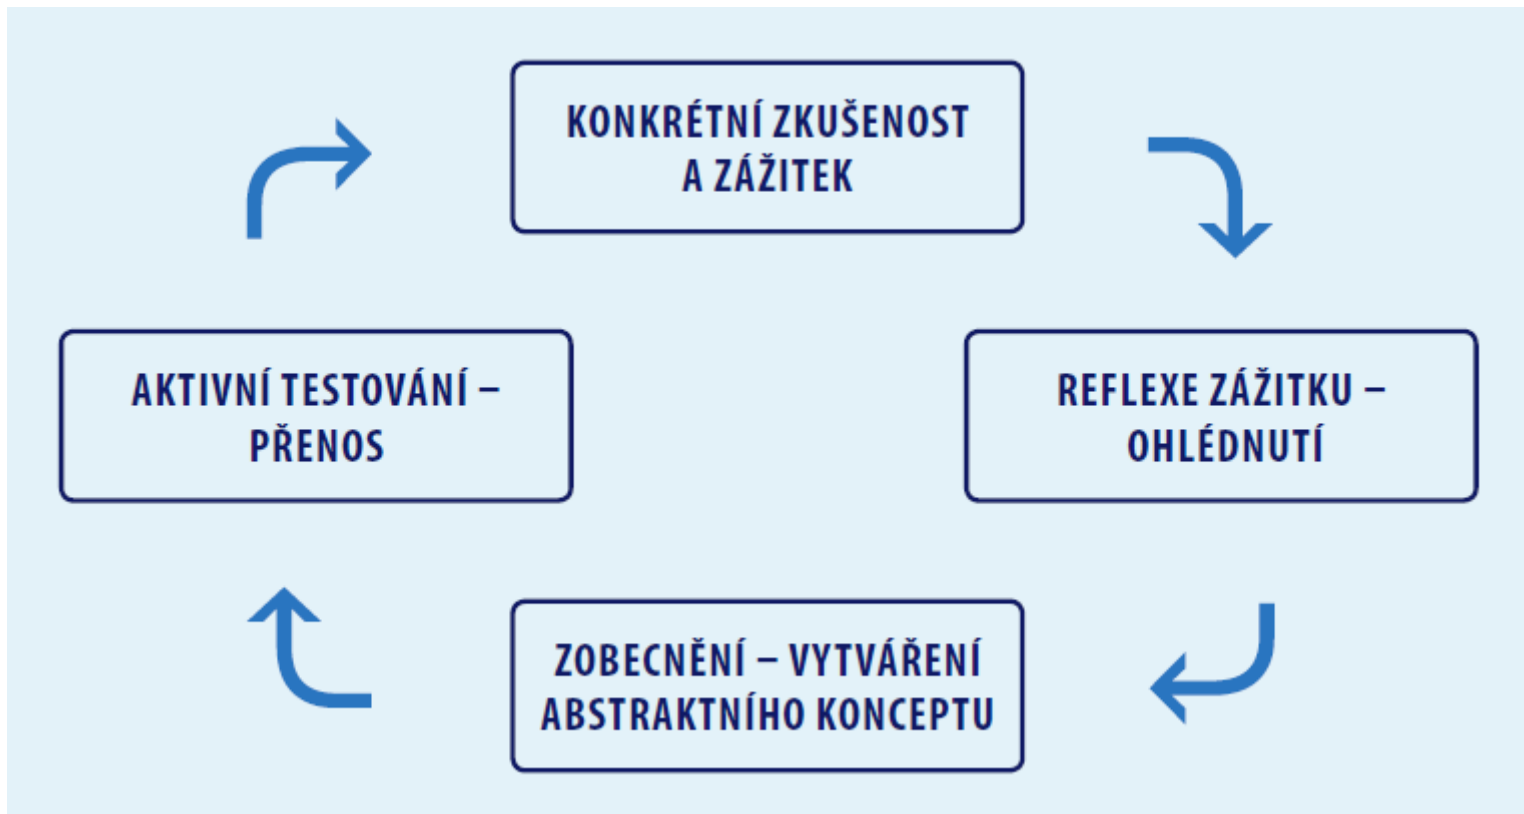 KONKRÉTNÍ ZKUŠENOST
A ZÁŽITEK
AKTIVNÍ TESTOVÁNÍ –
PŘENOS
REFLEXE ZÁŽITKU –
OHLÉDNUTÍ
ZOBECNĚNÍ – VYTVÁŘENÍ
ABSTRAKTNÍHO KONCEPTU